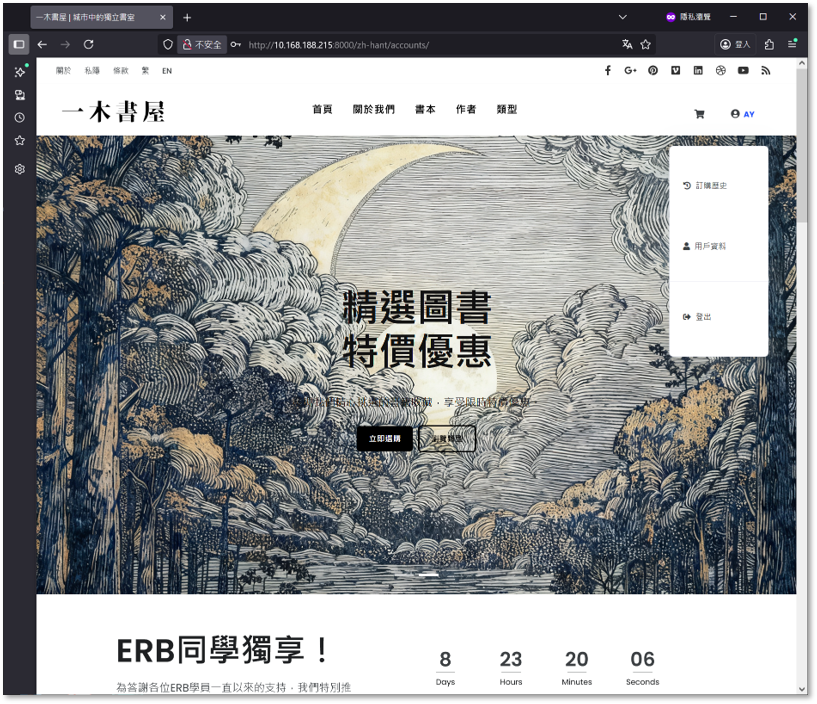 一木書屋 | 城市中的獨立書室
隱私瀏覽
不安全
http://10.168.188.215:8000/zh-hant/accounts/
登入
關於 私隱 條款 繁 EN
一木書屋
首頁 關於我們 書本 作者 類型
AY
訂購歷史
用戶資料
登出
精選圖書
特價優惠
收藏，享受限時特價優惠
立即選購
ERB同學獨享！
8 23 20 06
Days Hours Minutes Seconds
為答謝各位ERB學員一直以來的支持，我們特別推